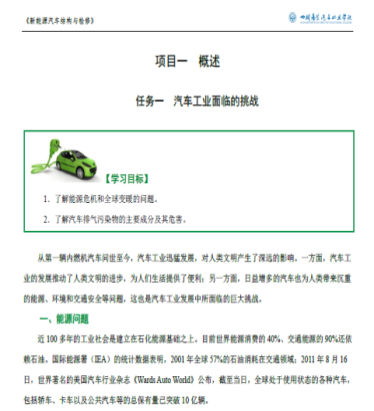 《新能源汽车结构与检修》
项目一 概述
任务一 汽车工业面临的挑战
【学习目标】
1. 了解能源危机和全球变暖的问题。
2. 了解汽车排气污染物的主要成分及其危害。
从第一辆内燃机汽车问世至今，汽车工业迅猛发展，对人类文明产生了深远的影响。一方面，汽车工
业的发展推动了人类文明的进步，为人们生活提供了便利；另一方面，日益增多的汽车也为人类带来沉重
的能源、环境和交通安全等问题，这也是汽车工业发展中所面临的巨大挑战。
一、能源问题
近 100 多年的工业社会是建立在石化能源基础之上。目前世界能源消费的 40%、交通能源的 90%还依
赖石油。国际能源署（IEA）的统计数据表明，2001 年全球 57%的石油消耗在交通领域；2011 年 8 月 16
日，世界著名的美国汽车行业杂志《Wards Auto World》公布，截至当日，全球处于使用状态的各种汽车，
包括轿车、卡车以及公共汽车等的总保有量已突破 10 亿辆。